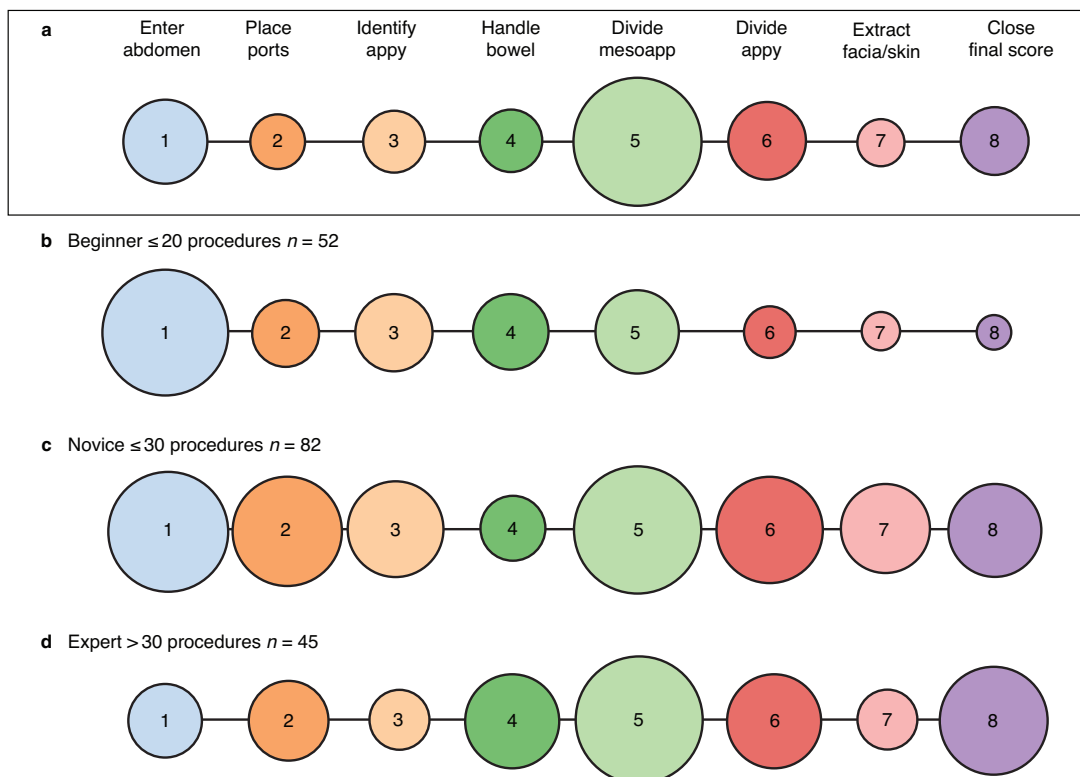 a
Enter abdomen
Place ports
Identify appy
Handle bowel
Divide mesoapp
Divide appy
Extract facia/skin
Close final score
1 2 3 4 5 6 7 8
b Beginner ≤ 20 procedures n = 52
1 2 3 4 5 6 7 8
c Novice ≤ 30 procedures n = 82
1 2 3 4 5 6 7 8
d Expert > 30 procedures n = 45
1 2 3 4 5 6 7 8